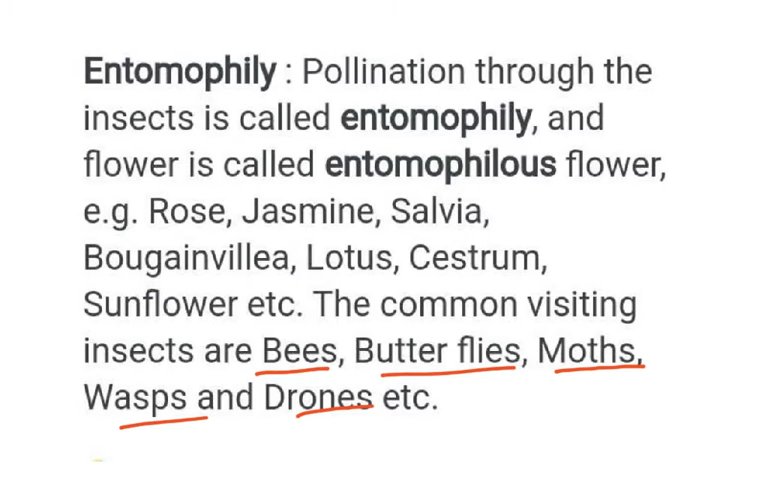 Entomophily : Pollination through the
insects is called entomophily, and
flower is called entomophilous flower,
e.g. Rose, Jasmine, Salvia,
Bougainvillea, Lotus, Cestrum,
Sunflower etc. The common visiting
insects are Bees, Butter flies, Moths,
Wasps and Drones etc.